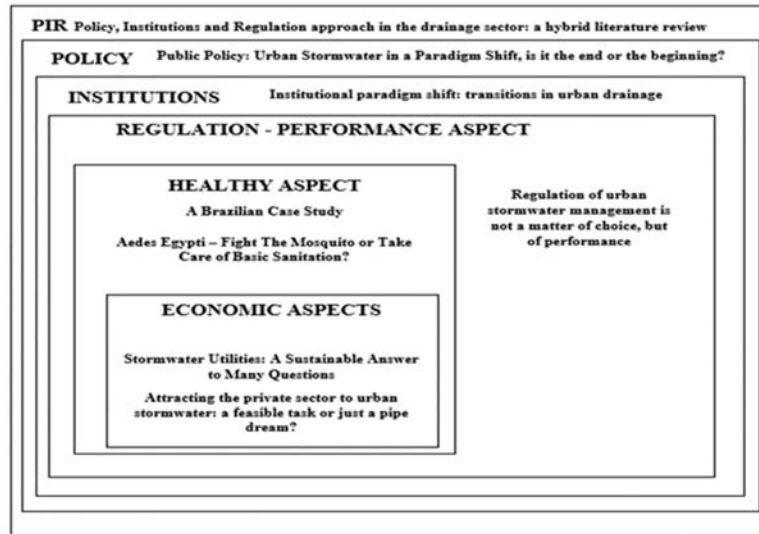 PIR Policy, Institutions and Regulation approach in the drainage sector: a hybrid literature review
POLICY Public Policy: Urban Stormwater in a Paradigm Shift, is it the end or the beginning?
INSTITUTIONS Institutional paradigm shift: transitions in urban drainage
REGULATION - PERFORMANCE ASPECT
HEALTHY ASPECT
A Brazilian Case Study
Aedes Egypti – Fight The Mosquito or Take
Care of Basic Sanitation?
ECONOMIC ASPECTS
Stormwater Utilities: A Sustainable Answer
to Many Questions
Attracting the private sector to urban
stormwater: a feasible task or just a pipe
dream?
Regulation of urban
stormwater management is
not a matter of choice, but
of performance